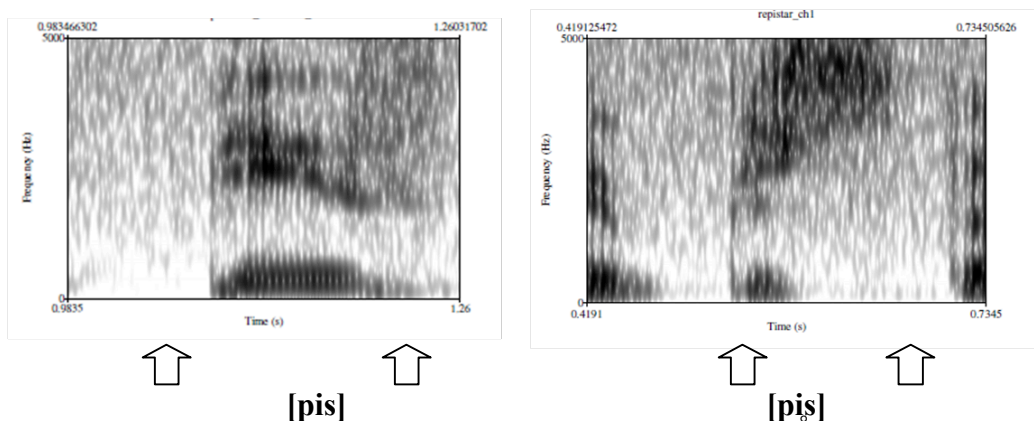 repistar_ch1
0.983466302 1.26031702
5000
Frequency (Hz)
0
0.9835 1.26
Time (s)
[pis]
0.419125472 0.734505626
5000
Frequency (Hz)
0
0.4191 0.7345
Time (s)
[pi̥s]